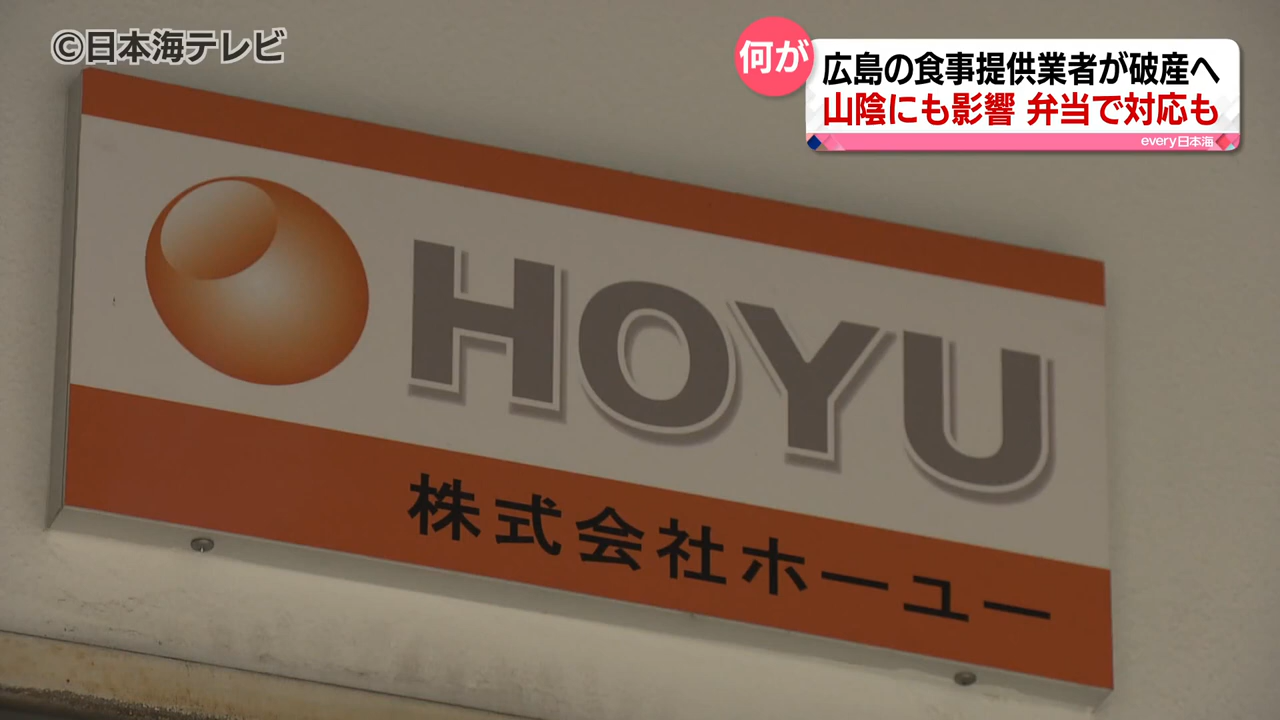 ©日本海テレビ
何が
広島の食事提供業者が破産へ
山陰にも影響 弁当で対応も
every日本海
HOYU
株式会社ホーユー